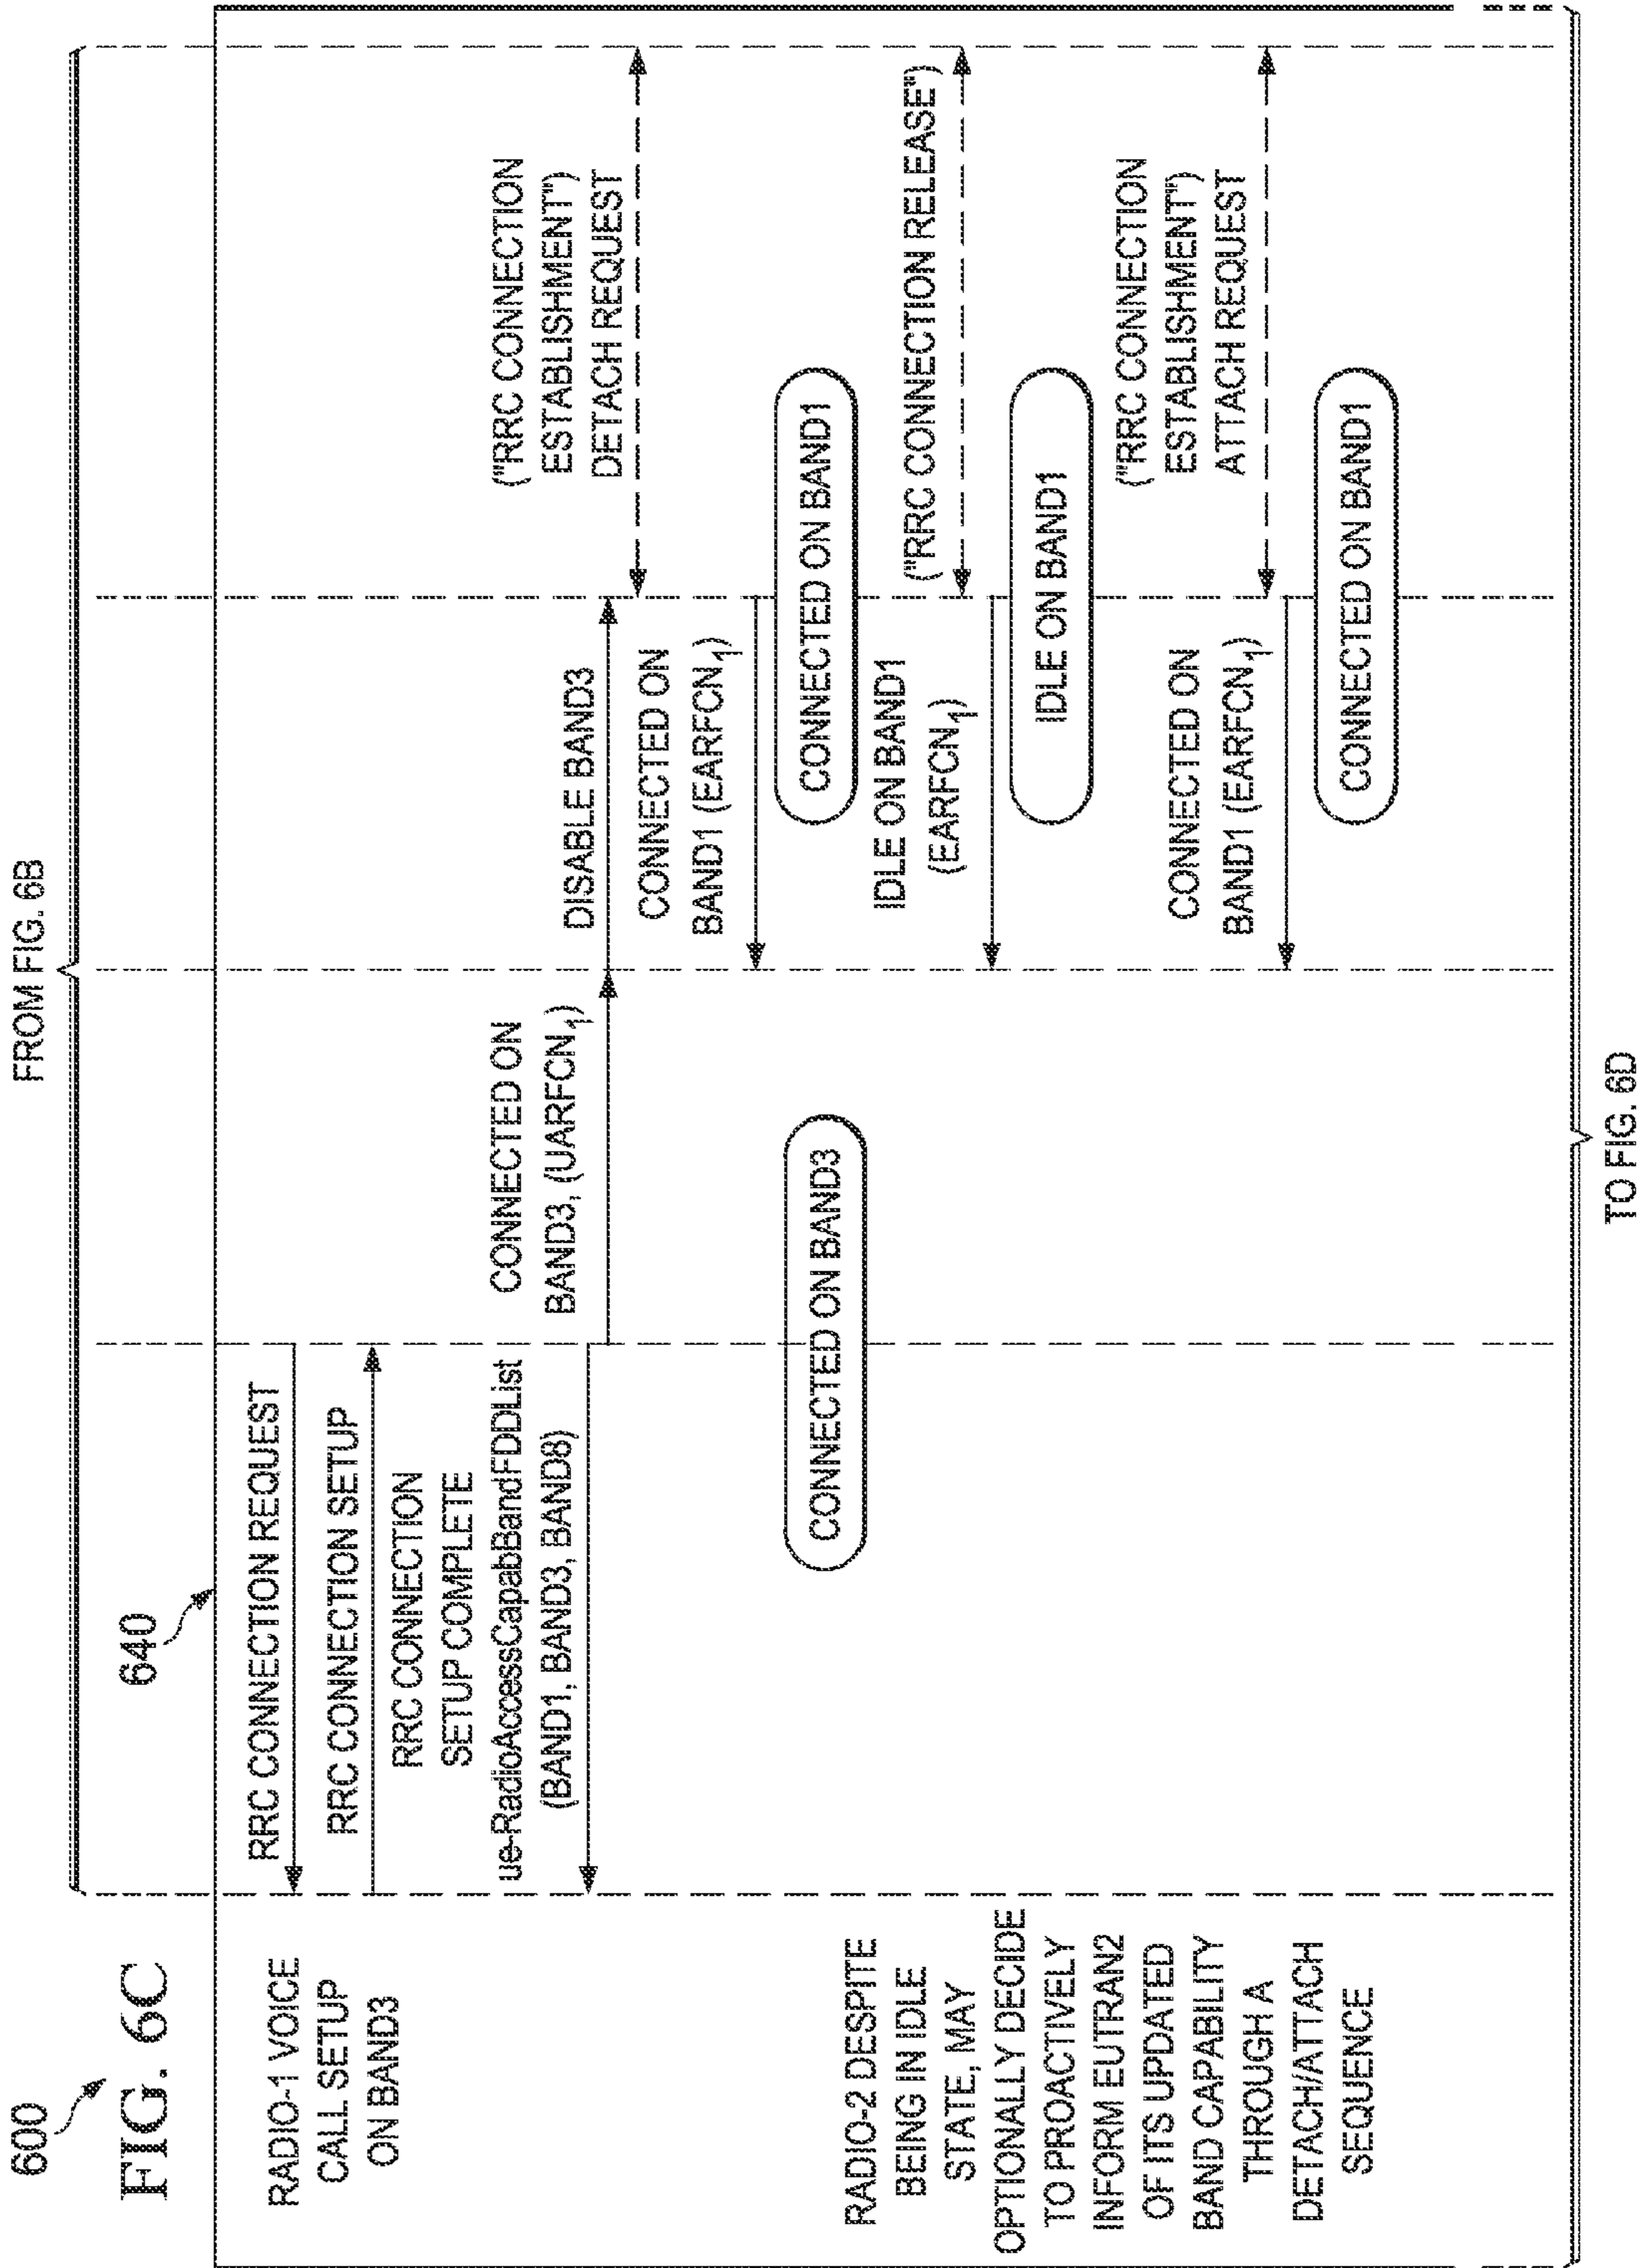 600
FIG. 6C
640
FROM FIG. 6B
RADIO-1 VOICE
CALL SETUP
ON BAND3
RRC CONNECTION REQUEST
RRC CONNECTION SETUP
RRC CONNECTION
SETUP COMPLETE
ue-RadioAccessCapabBandFDDList
(BAND1, BAND3, BAND8)
CONNECTED ON
BAND3, (UARFCN₁)
DISABLE BAND3
("RRC CONNECTION
ESTABLISHMENT")
DETACH REQUEST
CONNECTED ON
BAND1 (EARFCN₁)
CONNECTED ON BAND3
CONNECTED ON BAND1
RADIO-2 DESPITE
BEING IN IDLE
STATE, MAY
OPTIONALLY DECIDE
TO PROACTIVELY
INFORM EUTRAN2
OF ITS UPDATED
BAND CAPABILITY
THROUGH A
DETACH/ATTACH
SEQUENCE
("RRC CONNECTION RELEASE")
IDLE ON BAND1
(EARFCN₁)
IDLE ON BAND1
("RRC CONNECTION
ESTABLISHMENT")
ATTACH REQUEST
CONNECTED ON
BAND1 (EARFCN₁)
CONNECTED ON BAND1
TO FIG. 6D